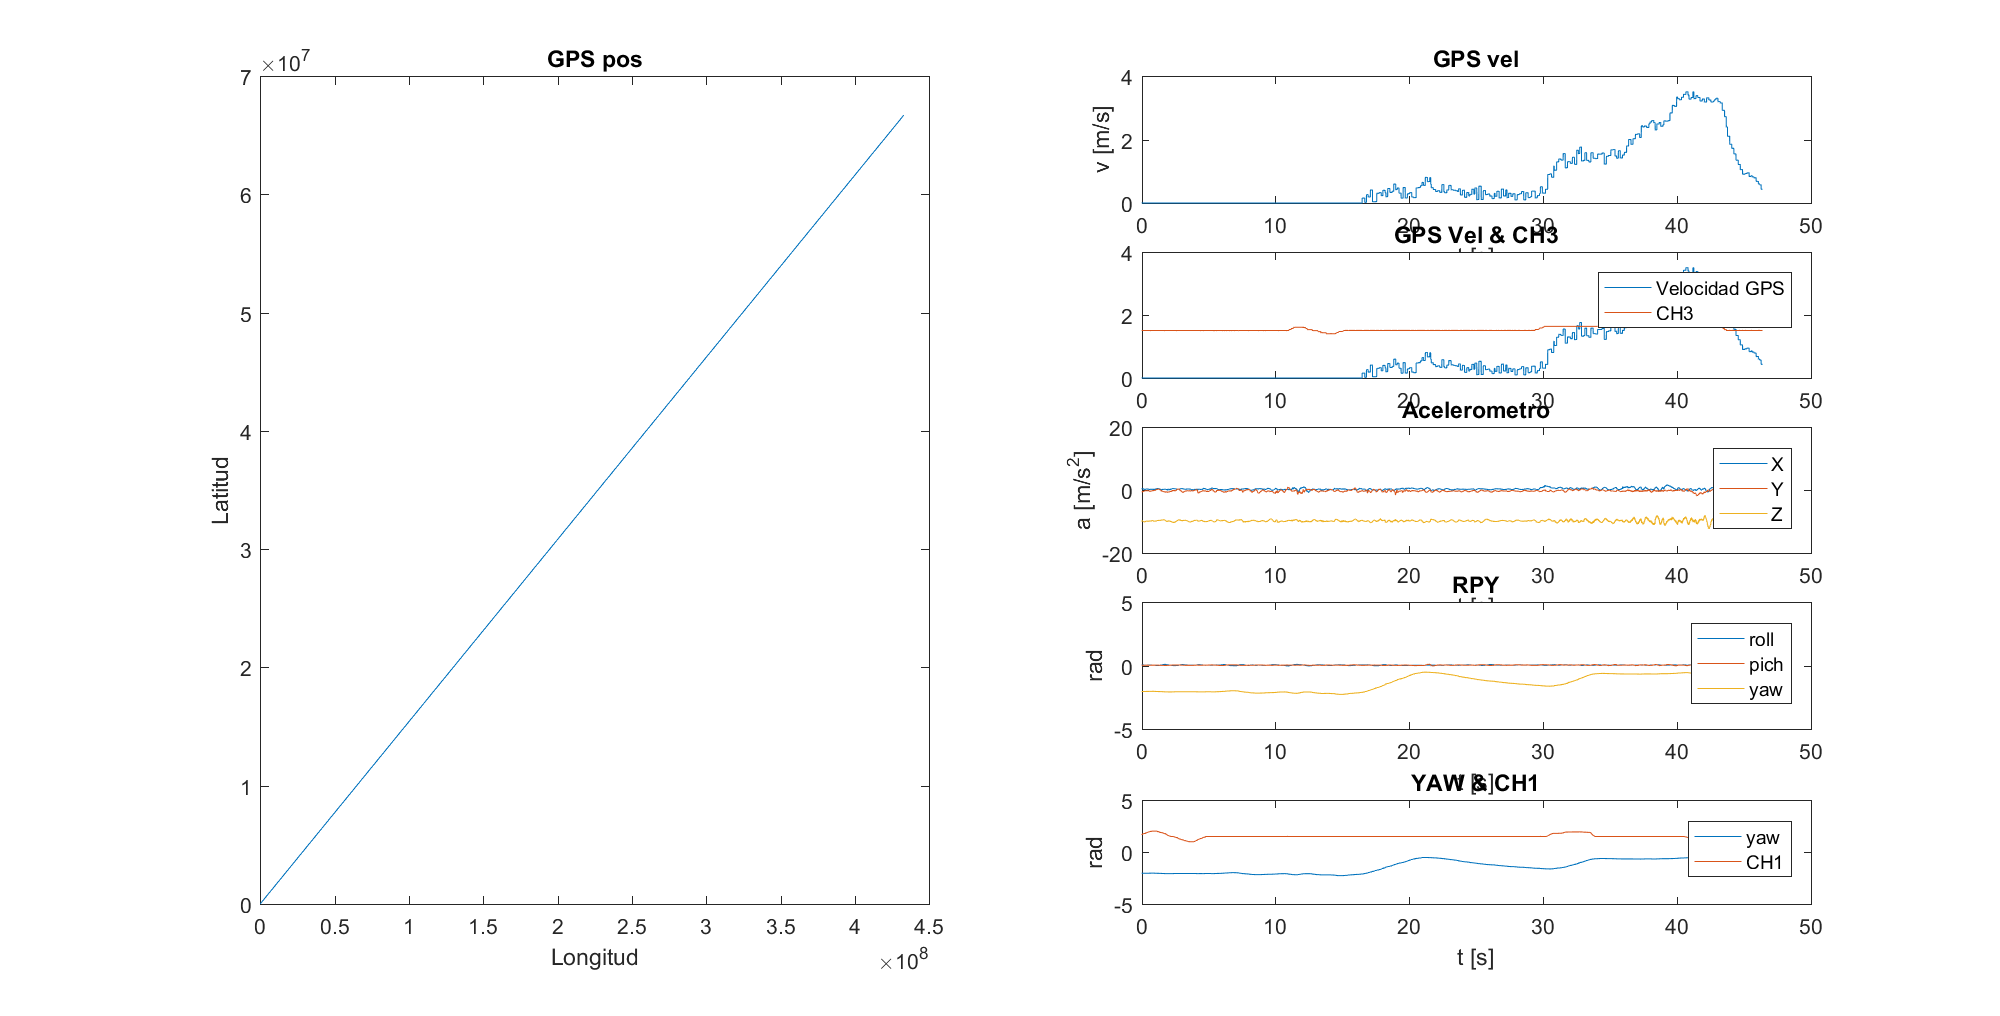 GPS pos
×10^7
7
6
5
4
3
2
1
0
Latitud
0 0.5 1 1.5 2 2.5 3 3.5 4 4.5
Longitud
×10^8
GPS vel
4
2
0
v [m/s]
0 10 20 30 40 50
GPS Vel & CH3
4
2
0
Velocidad GPS
CH3
0 10 20 30 40 50
Acelerometro
20
0
-20
a [m/s^2]
X
Y
Z
0 10 20 30 40 50
RPY
5
0
-5
rad
roll
pich
yaw
0 10 20 30 40 50
t [s]
YAW & CH1
5
0
-5
rad
yaw
CH1
0 10 20 30 40 50
t [s]